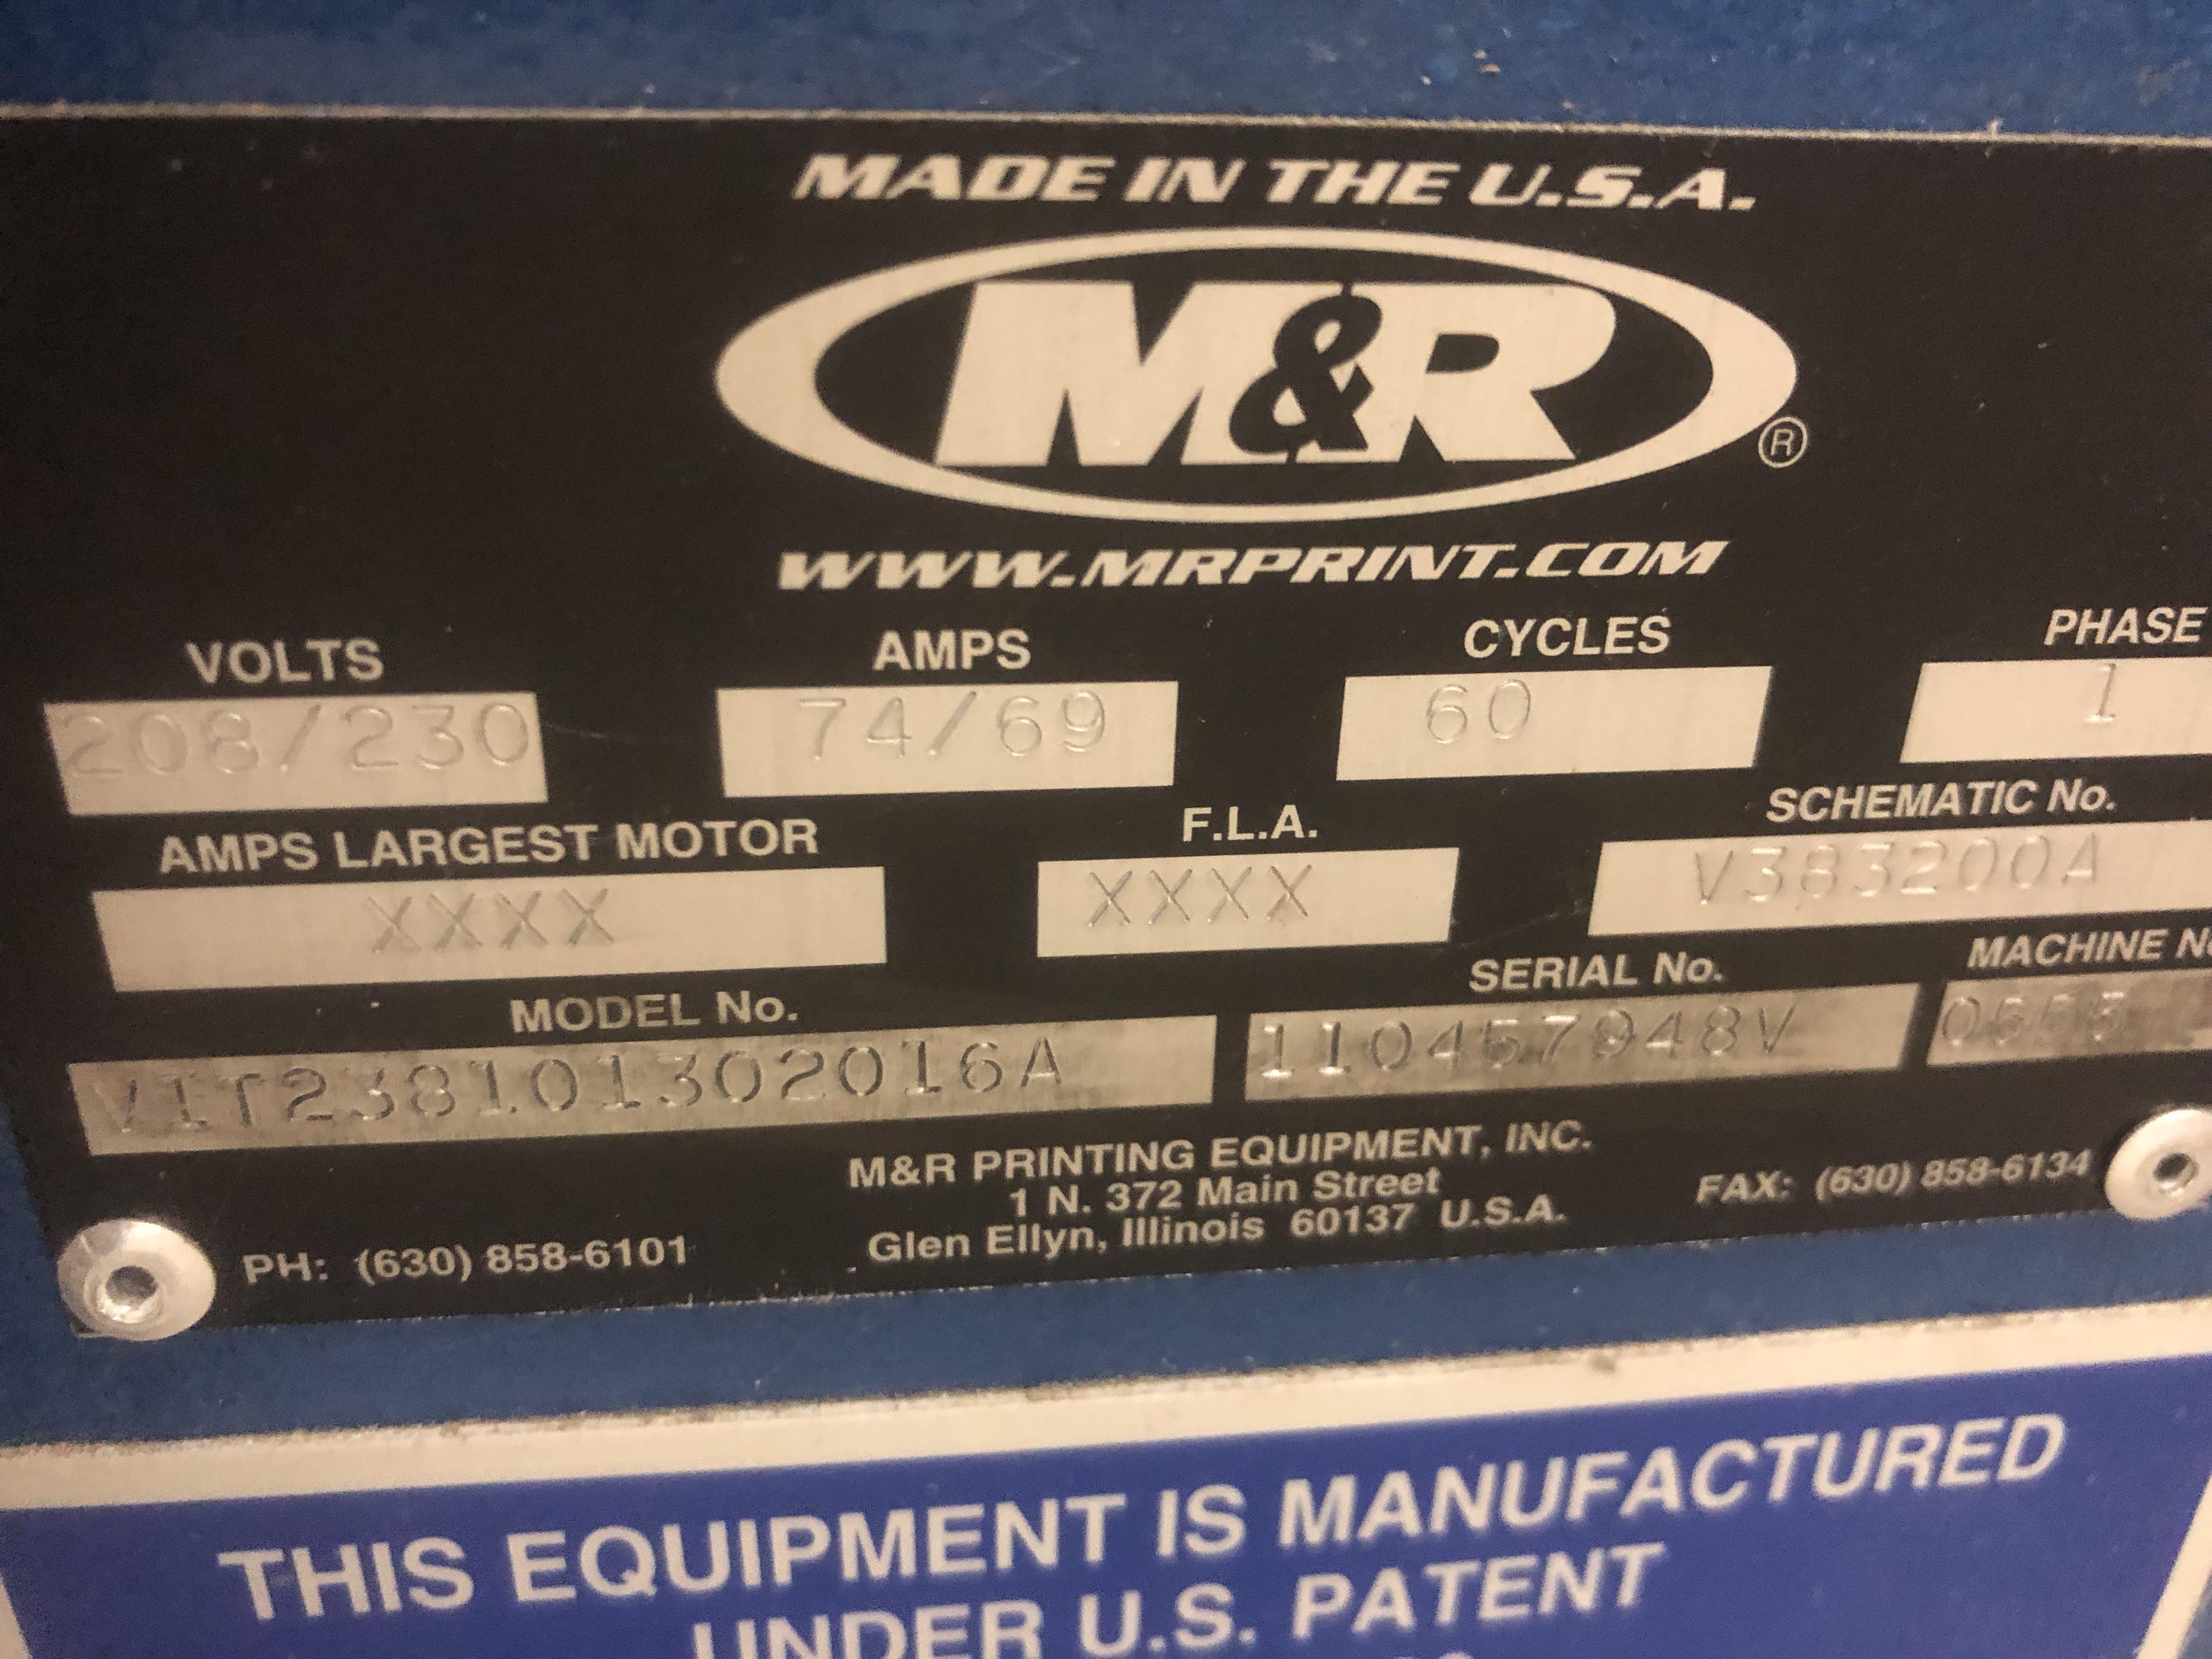 MADE IN THE U.S.A.
M&R ®
WWW.MRPRINT.COM
VOLTS AMPS CYCLES PHASE
208/230 74/69 60 1
AMPS LARGEST MOTOR F.L.A. SCHEMATIC No.
XXXX XXXX V383200A
MODEL No. SERIAL No. MACHINE
VIT238101302016A 110457948V
M&R PRINTING EQUIPMENT, INC.
1 N. 372 Main Street
Glen Ellyn, Illinois 60137 U.S.A.
PH: (630) 858-6101
FAX: (630) 858-6134
THIS EQUIPMENT IS MANUFACTURED
UNDER U.S. PATENT